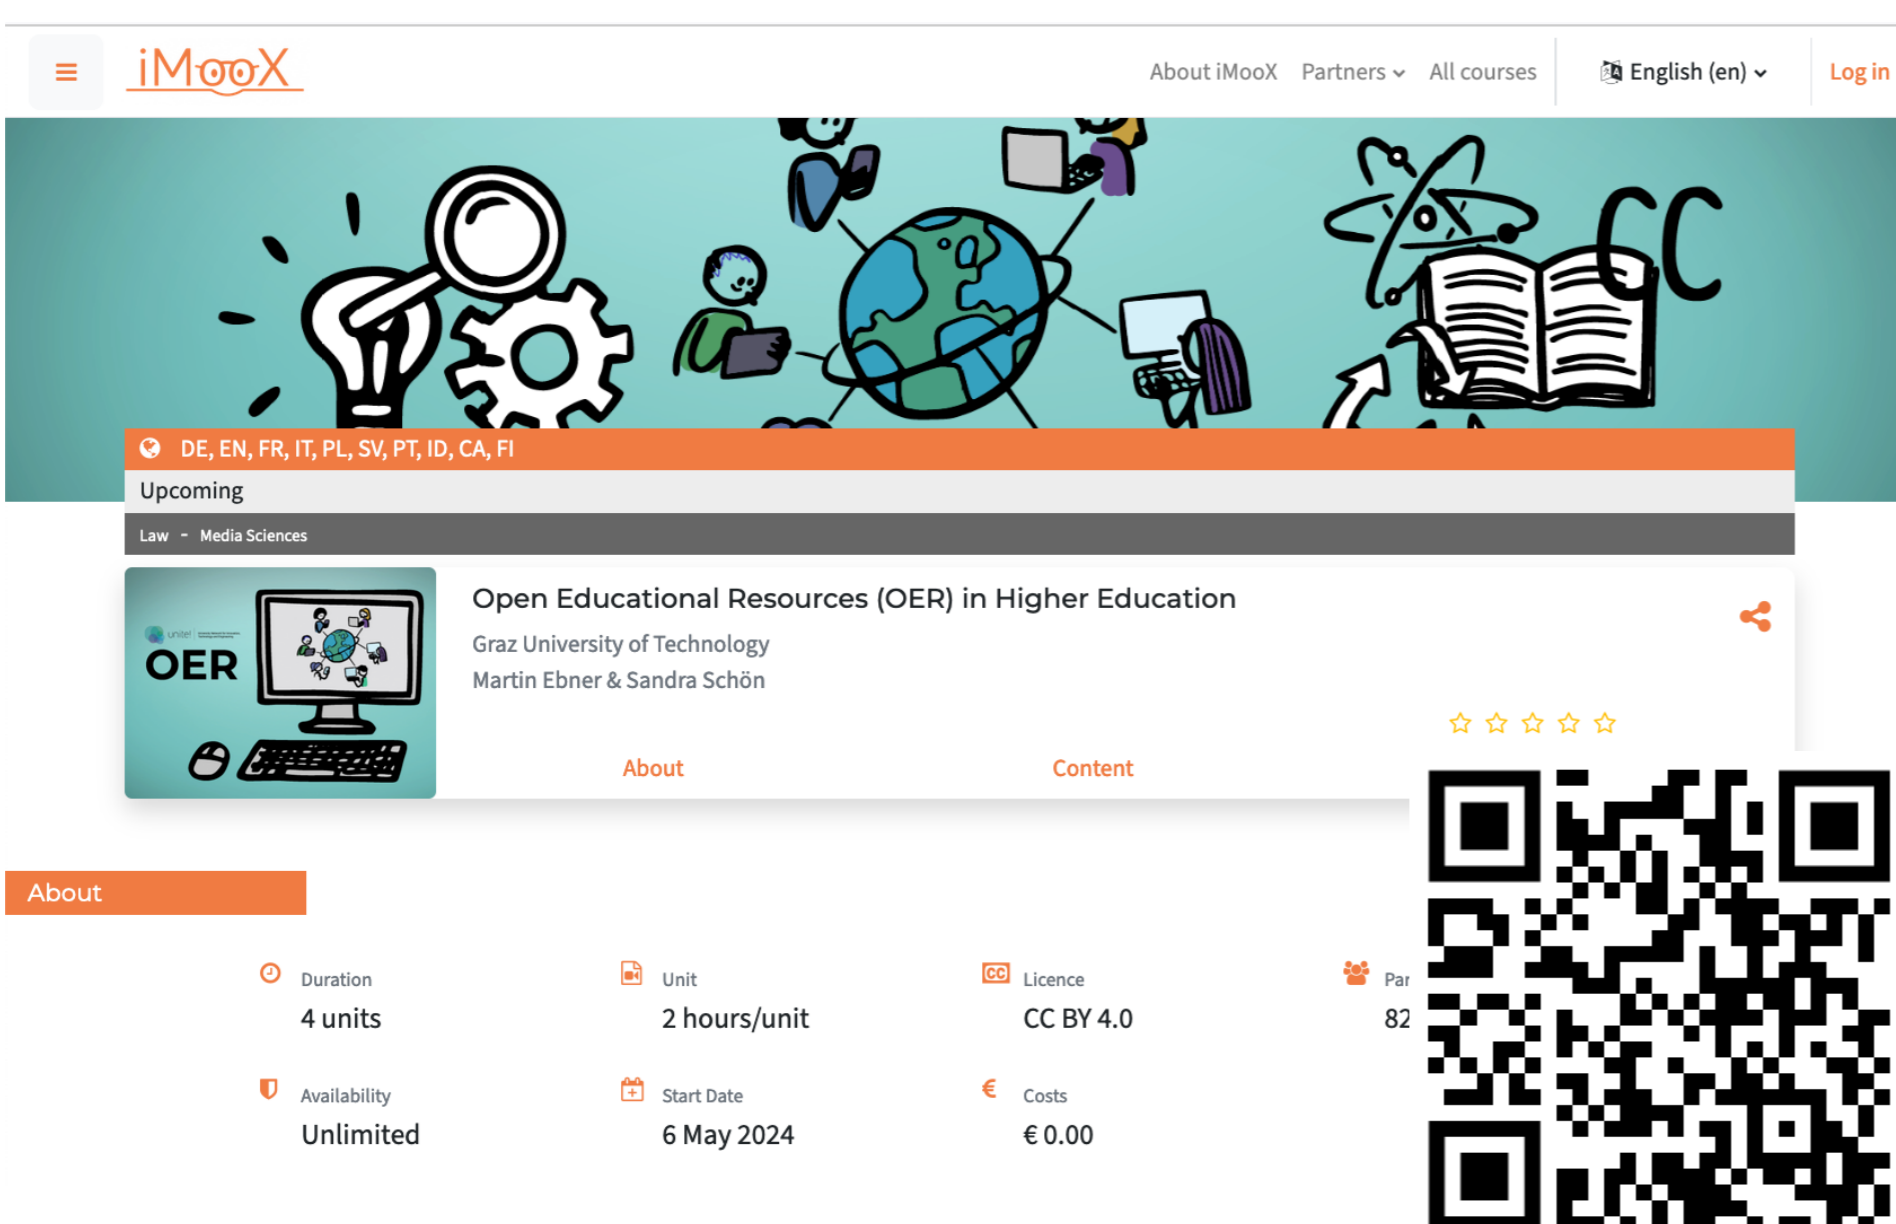 iMooX
About iMooX Partners All courses English (en) Log in
CC
DE, EN, FR, IT, PL, SV, PT, ID, CA, FI
Upcoming
Law - Media Sciences
unite!
OER
Open Educational Resources (OER) in Higher Education
Graz University of Technology
Martin Ebner & Sandra Schön
About Content
About
Duration Unit Licence Par
4 units 2 hours/unit CC BY 4.0 82
Availability Start Date Costs
Unlimited 6 May 2024 € 0.00